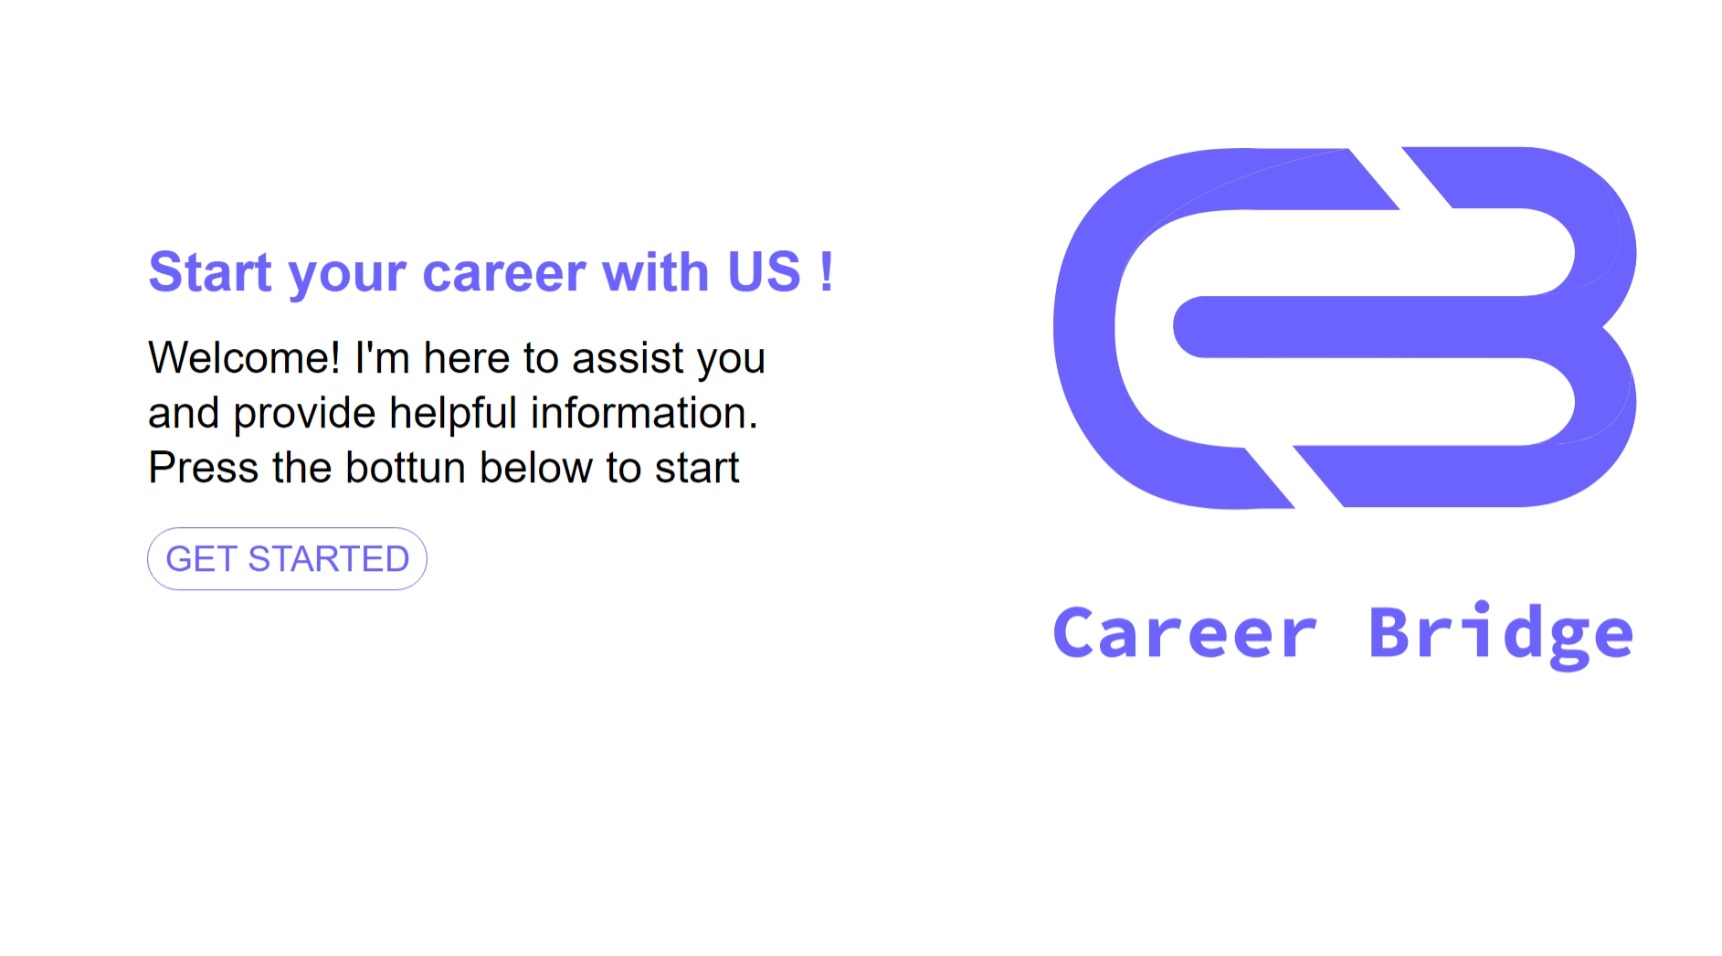 Start your career with US !
Welcome! I'm here to assist you
and provide helpful information.
Press the bottun below to start
GET STARTED
CB
Career Bridge